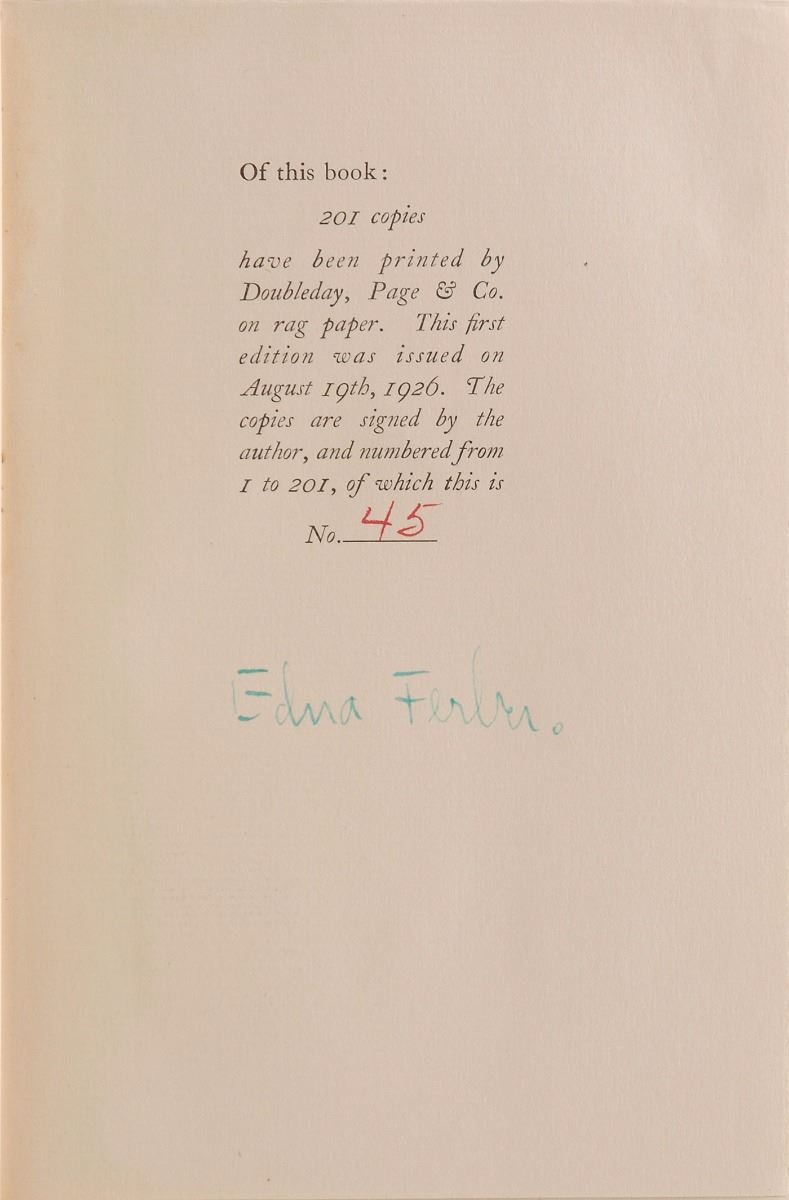 Of this book:
201 copies
have been printed by
Doubleday, Page & Co.
on rag paper. This first
edition was issued on
August 19th, 1926. The
copies are signed by the
author, and numbered from
1 to 201, of which this is
No. 45
Edna Ferber.